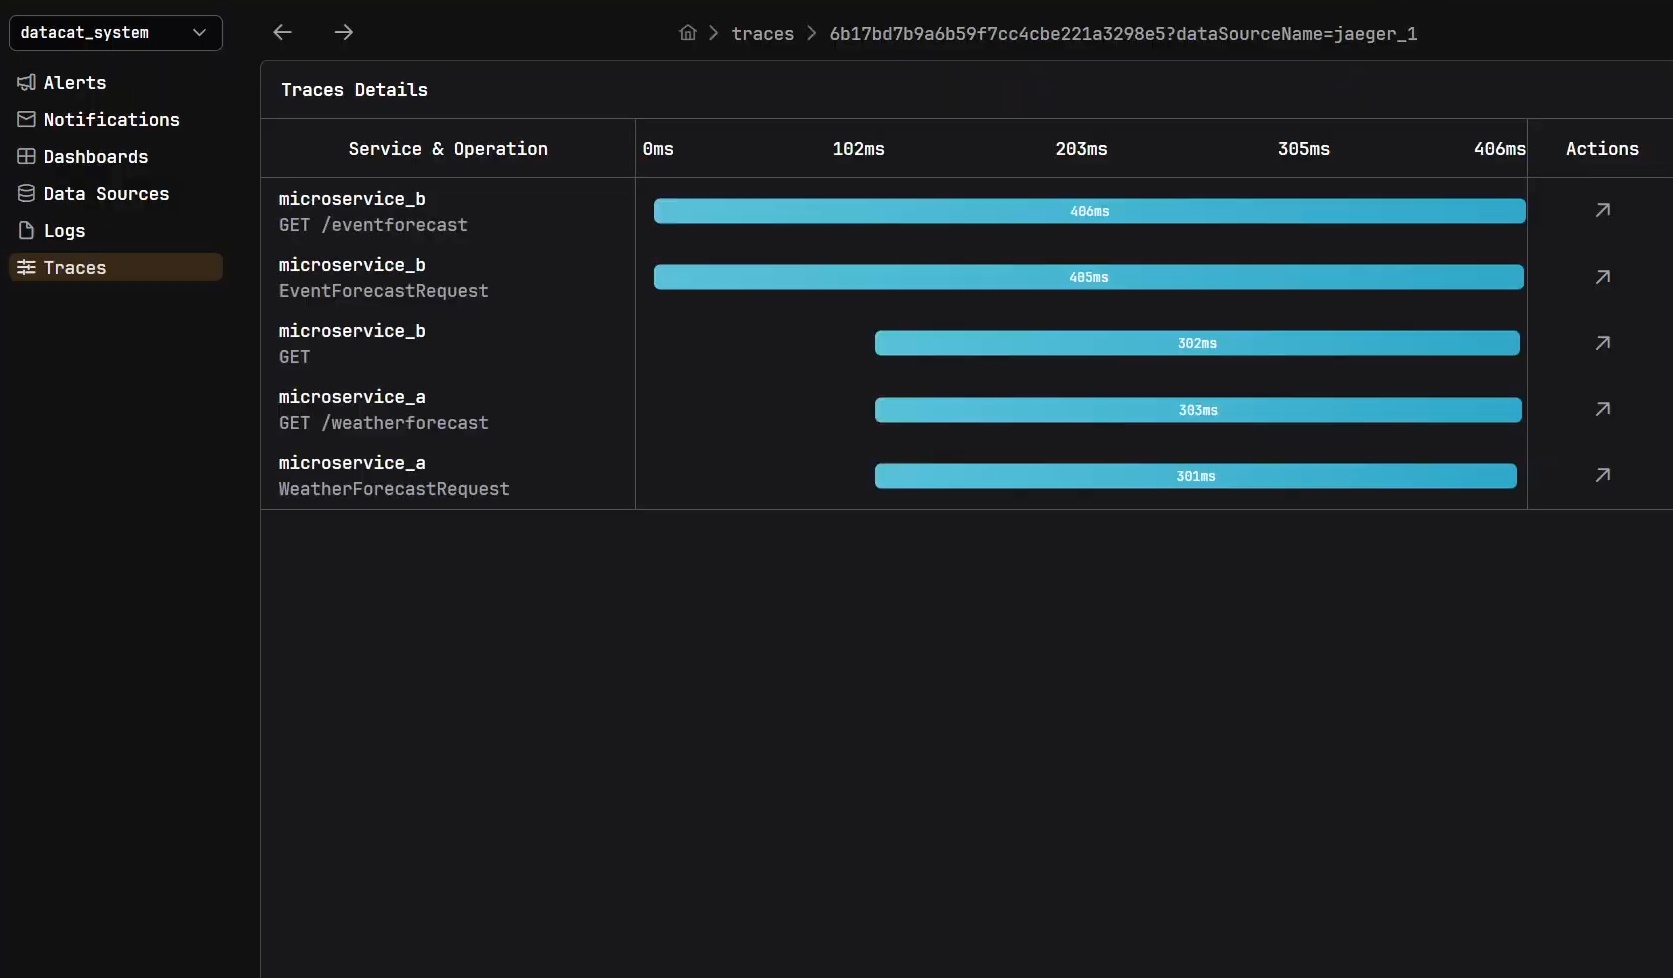 datacat_system
traces
6b17bd7b9a6b59f7cc4cbe221a3298e5?dataSourceName=jaeger_1
Alerts
Notifications
Dashboards
Data Sources
Logs
Traces
Traces Details
Service & Operation
0ms
102ms
203ms
305ms
406ms
Actions
microservice_b
GET /eventforecast
406ms
microservice_b
EventForecastRequest
405ms
microservice_b
GET
302ms
microservice_a
GET /weatherforecast
303ms
microservice_a
WeatherForecastRequest
301ms